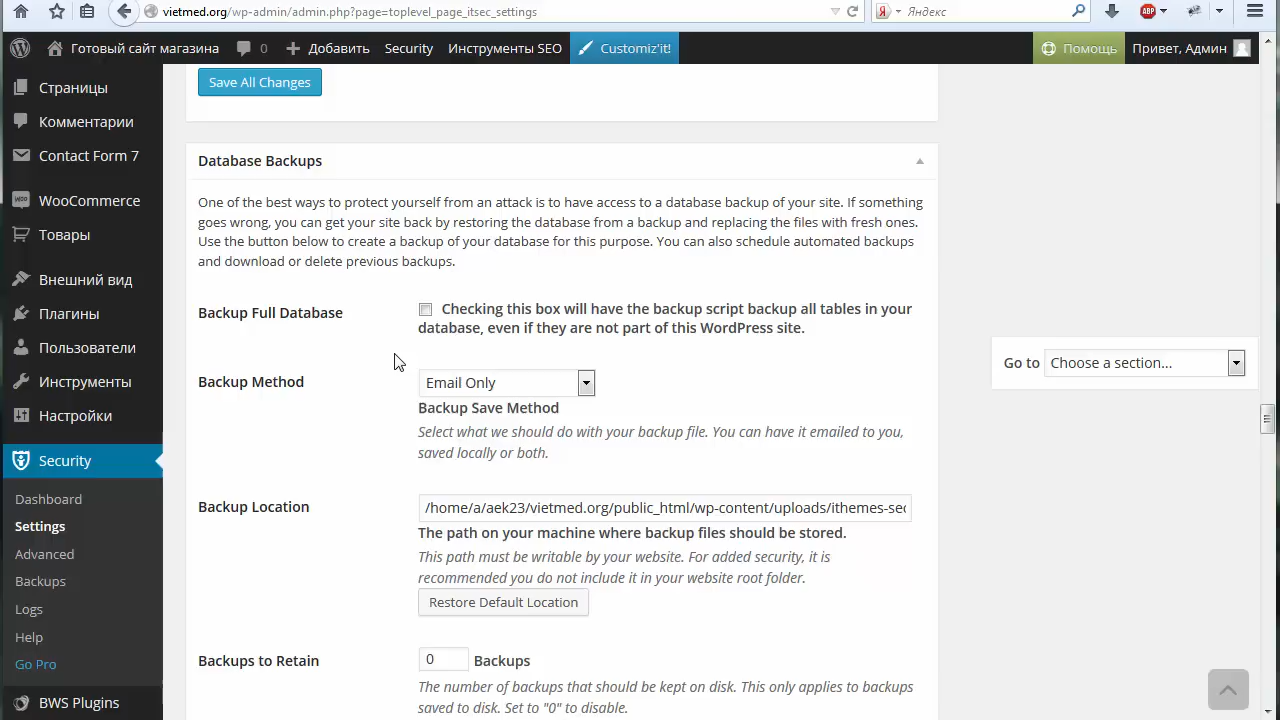 vietmed.org/wp-admin/admin.php?page=toplevel_page_itsec_settings
Яндекс
ABP
Готовый сайт магазина
0
Добавить
Security
Инструменты SEO
Customiz'it!
Помощь
Привет, Админ
Страницы
Комментарии
Contact Form 7
WooCommerce
Товары
Внешний вид
Плагины
Пользователи
Инструменты
Настройки
Security
Dashboard
Settings
Advanced
Backups
Logs
Help
Go Pro
BWS Plugins
Save All Changes
Database Backups
One of the best ways to protect yourself from an attack is to have access to a database backup of your site. If something
goes wrong, you can get your site back by restoring the database from a backup and replacing the files with fresh ones.
Use the button below to create a backup of your database for this purpose. You can also schedule automated backups
and download or delete previous backups.
Backup Full Database
Checking this box will have the backup script backup all tables in your
database, even if they are not part of this WordPress site.
Backup Method
Email Only
Backup Save Method
Select what we should do with your backup file. You can have it emailed to you,
saved locally or both.
Backup Location
/home/a/aek23/vietmed.org/public_html/wp-content/uploads/ithemes-sec
The path on your machine where backup files should be stored.
This path must be writable by your website. For added security, it is
recommended you do not include it in your website root folder.
Restore Default Location
Backups to Retain
0 Backups
The number of backups that should be kept on disk. This only applies to backups
saved to disk. Set to "0" to disable.
Go to Choose a section...